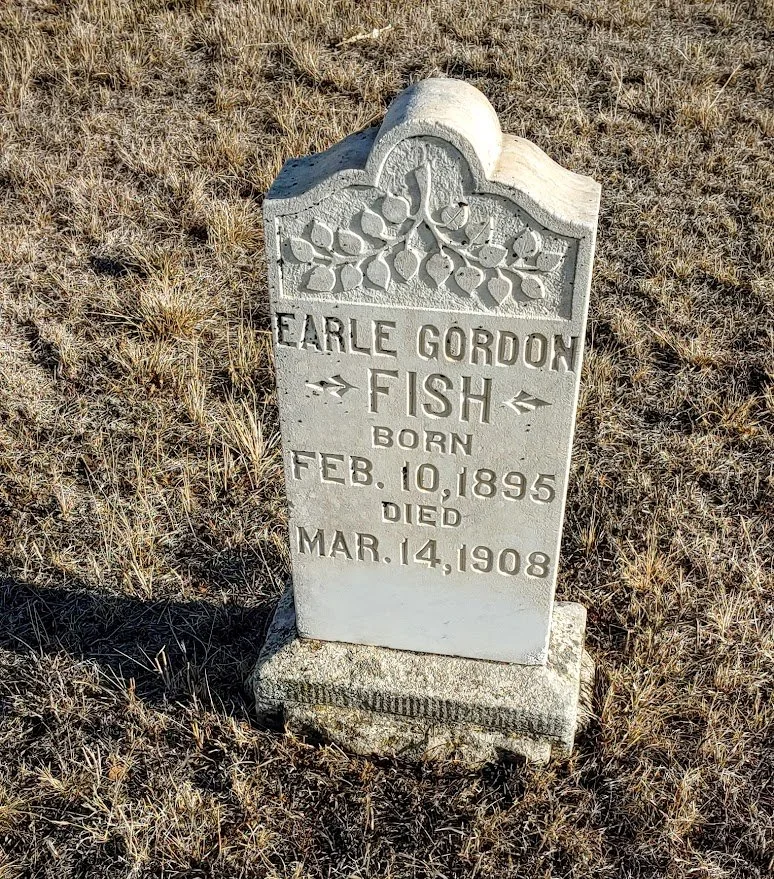 EARLE GORDON
FISH
BORN
FEB. 10, 1895
DIED
MAR. 14, 1908